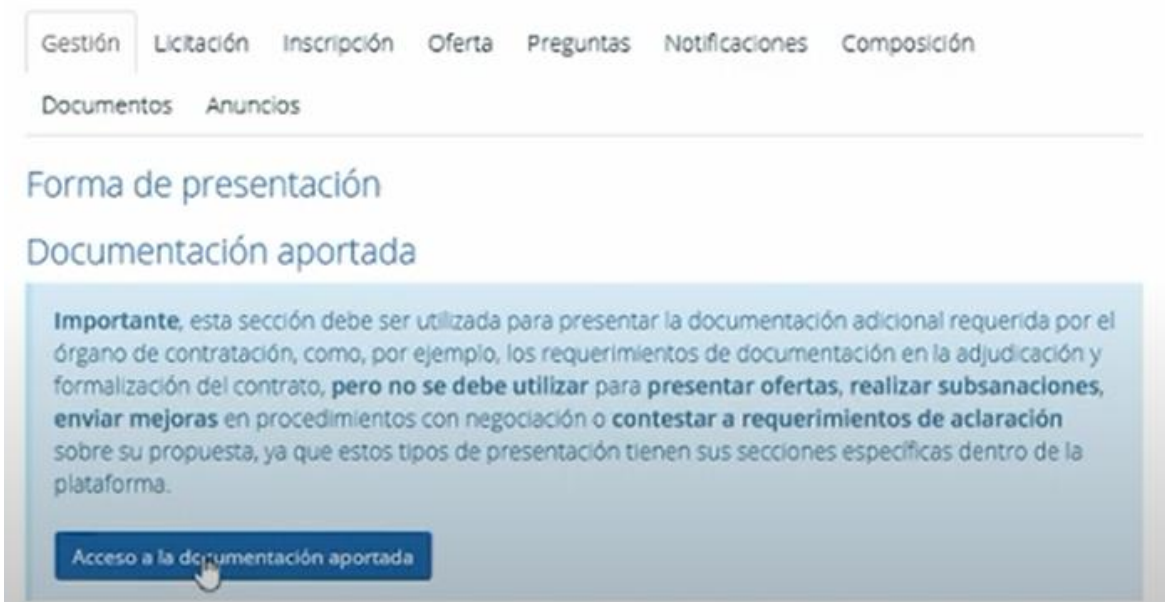 Gestión Licitación Inscripción Oferta Preguntas Notificaciones Composición
Documentos Anuncios
Forma de presentación
Documentación aportada
Importante, esta sección debe ser utilizada para presentar la documentación adicional requerida por el
órgano de contratación, como, por ejemplo, los requerimientos de documentación en la adjudicación y
formalización del contrato, pero no se debe utilizar para presentar ofertas, realizar subsanaciones,
enviar mejoras en procedimientos con negociación o contestar a requerimientos de aclaración
sobre su propuesta, ya que estos tipos de presentación tienen sus secciones específicas dentro de la
plataforma.
Acceso a la documentación aportada